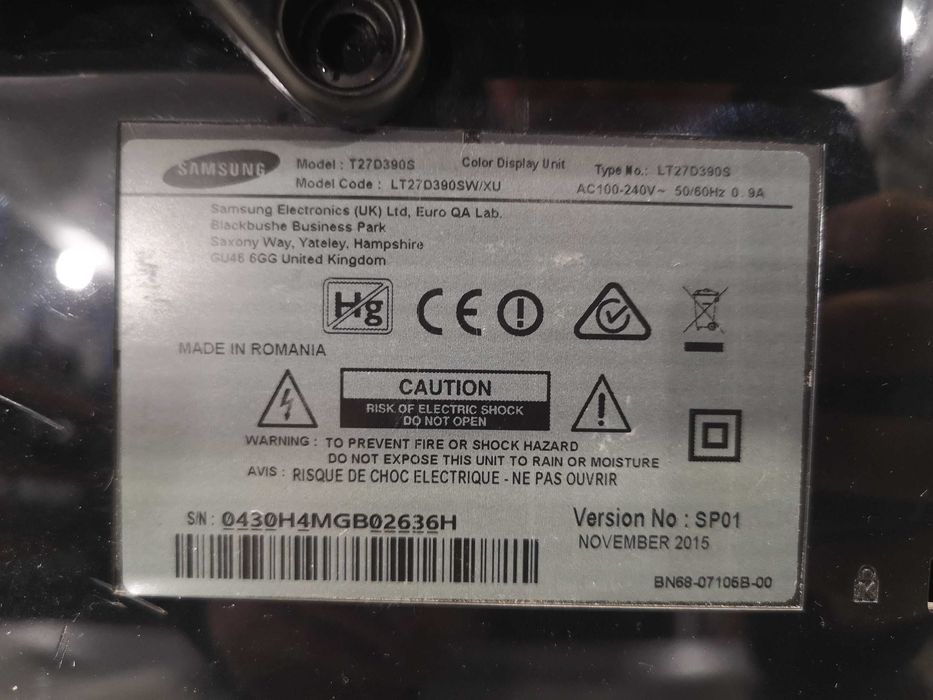 SAMSUNG
Model : T27D390S Color Display Unit Type No.: LT27D390S
Model Code : LT27D390SW/XU AC100-240V~ 50/60Hz 0.9A
Samsung Electronics (UK) Ltd, Euro QA Lab.
Blackbushe Business Park
Saxony Way, Yateley, Hampshire
GU46 6GG United Kingdom
Hg CE
MADE IN ROMANIA
CAUTION
RISK OF ELECTRIC SHOCK
DO NOT OPEN
WARNING : TO PREVENT FIRE OR SHOCK HAZARD
DO NOT EXPOSE THIS UNIT TO RAIN OR MOISTURE
AVIS : RISQUE DE CHOC ELECTRIQUE - NE PAS OUVRIR
S/N : 0430H4MGB02636H
Version No : SP01
NOVEMBER 2015
BN68-07105B-00
K